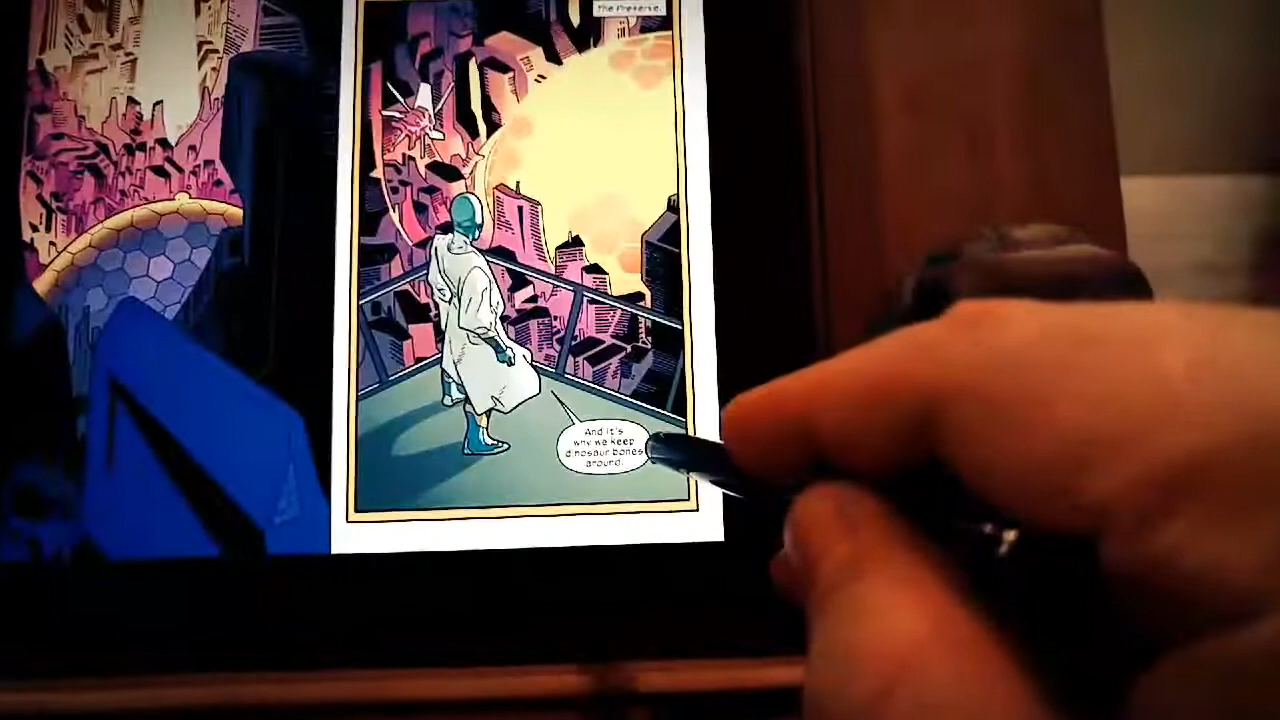 The Preserve.
And it's
why we keep
dinosaur bones
around.